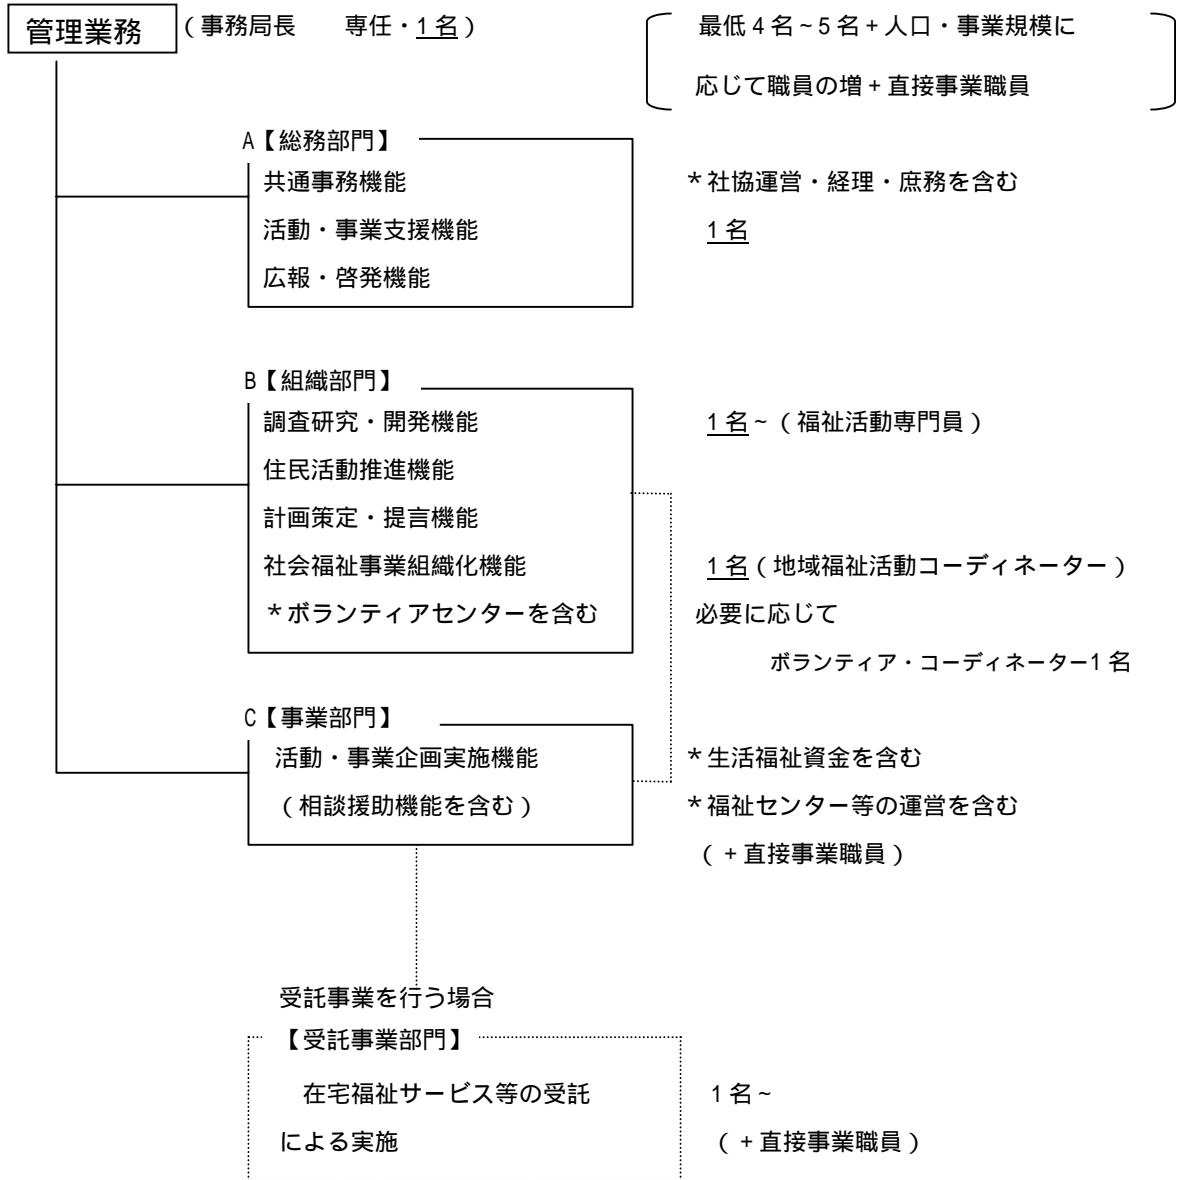 管理業務 (事務局長 専任・1名)
最低4名~5名+人口・事業規模に
応じて職員の増+直接事業職員
A【総務部門】
共通事務機能 *社協運営・経理・庶務を含む
活動・事業支援機能 1名
広報・啓発機能
B【組織部門】
調査研究・開発機能 1名~(福祉活動専門員)
住民活動推進機能
計画策定・提言機能
社会福祉事業組織化機能 1名(地域福祉活動コーディネーター)
*ボランティアセンターを含む 必要に応じて
ボランティア・コーディネーター1名
C【事業部門】
活動・事業企画実施機能 *生活福祉資金を含む
(相談援助機能を含む) *福祉センター等の運営を含む
(+直接事業職員)
受託事業を行う場合
【受託事業部門】
在宅福祉サービス等の受託 1名~
による実施 (+直接事業職員)